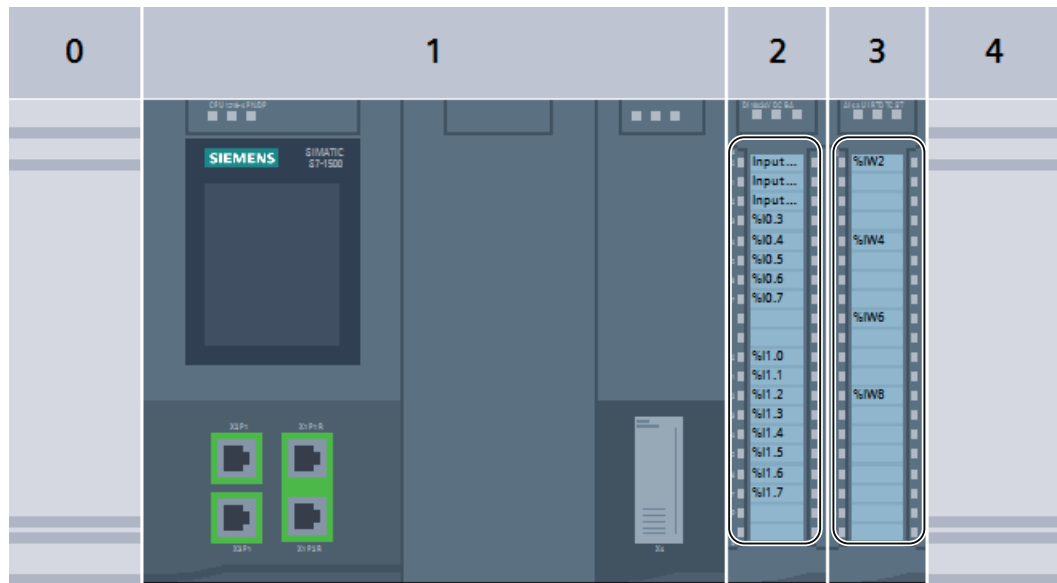 0
1
2
3
4
SIEMENS
SIMATIC
S7-1500
X1 P1 R
Input...
Input...
Input...
%I0.3
%I0.4
%I0.5
%I0.6
%I0.7
%I1.0
%I1.1
%I1.2
%I1.3
%I1.4
%I1.5
%I1.6
%I1.7
%IW2
%IW4
%IW6
%IW8